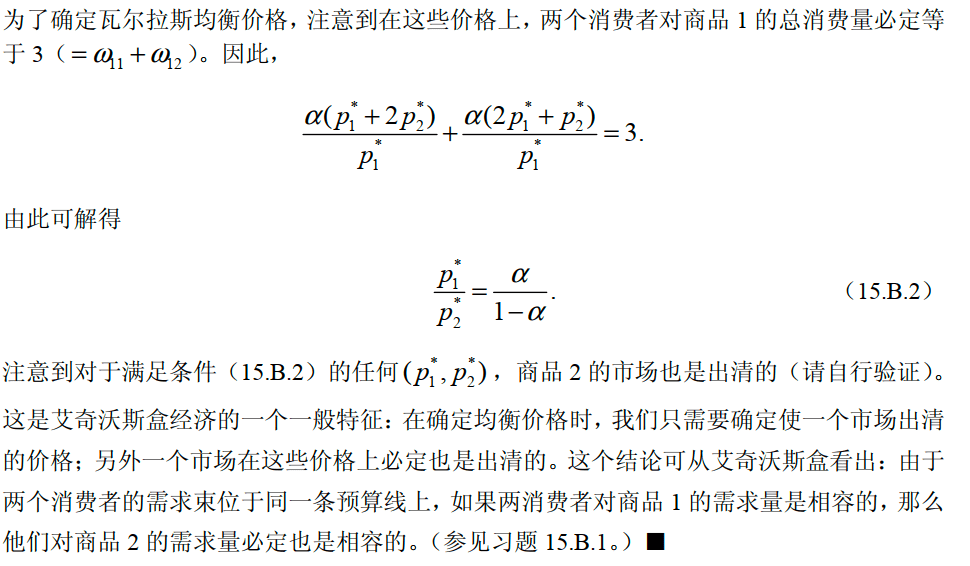 为了确定瓦尔拉斯均衡价格，注意到在这些价格上，两个消费者对商品 1 的总消费量必定等
于 3（$= \omega_{11} + \omega_{12}$）。因此，
$\frac{\alpha(p_1^* + 2p_2^*)}{p_1^*} + \frac{\alpha(2p_1^* + p_2^*)}{p_1^*} = 3.$
由此可解得
$\frac{p_1^*}{p_2^*} = \frac{\alpha}{1-\alpha}.$ （15.B.2）
注意到对于满足条件（15.B.2）的任何$(p_1^*, p_2^*)$，商品 2 的市场也是出清的（请自行验证）。
这是艾奇沃斯盒经济的一个一般特征：在确定均衡价格时，我们只需要确定使一个市场出清
的价格；另外一个市场在这些价格上必定也是出清的。这个结论可从艾奇沃斯盒看出：由于
两个消费者的需求束位于同一条预算线上，如果两消费者对商品 1 的需求量是相容的，那么
他们对商品 2 的需求量必定也是相容的。（参见习题 15.B.1。）■